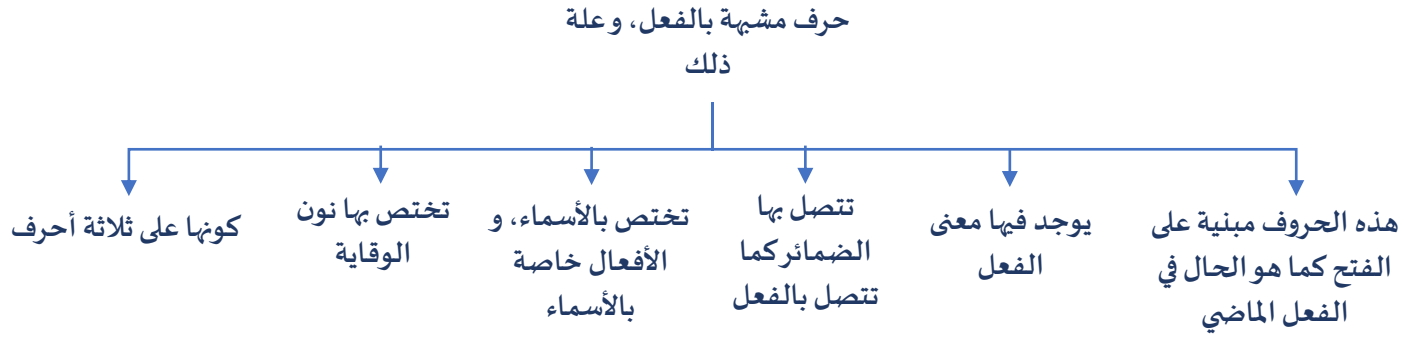 حرف مشبهة بالفعل، وعلة
ذلك
هذه الحروف مبنية على
الفتح كما هو الحال في
الفعل الماضي
يوجد فيها معنى
الفعل
تتصل بها
الضمائر كما
تتصل بالفعل
تختص بالأسماء، و
الأفعال خاصة
بالأسماء
تختص بها نون
الوقاية
كونها على ثلاثة أحرف